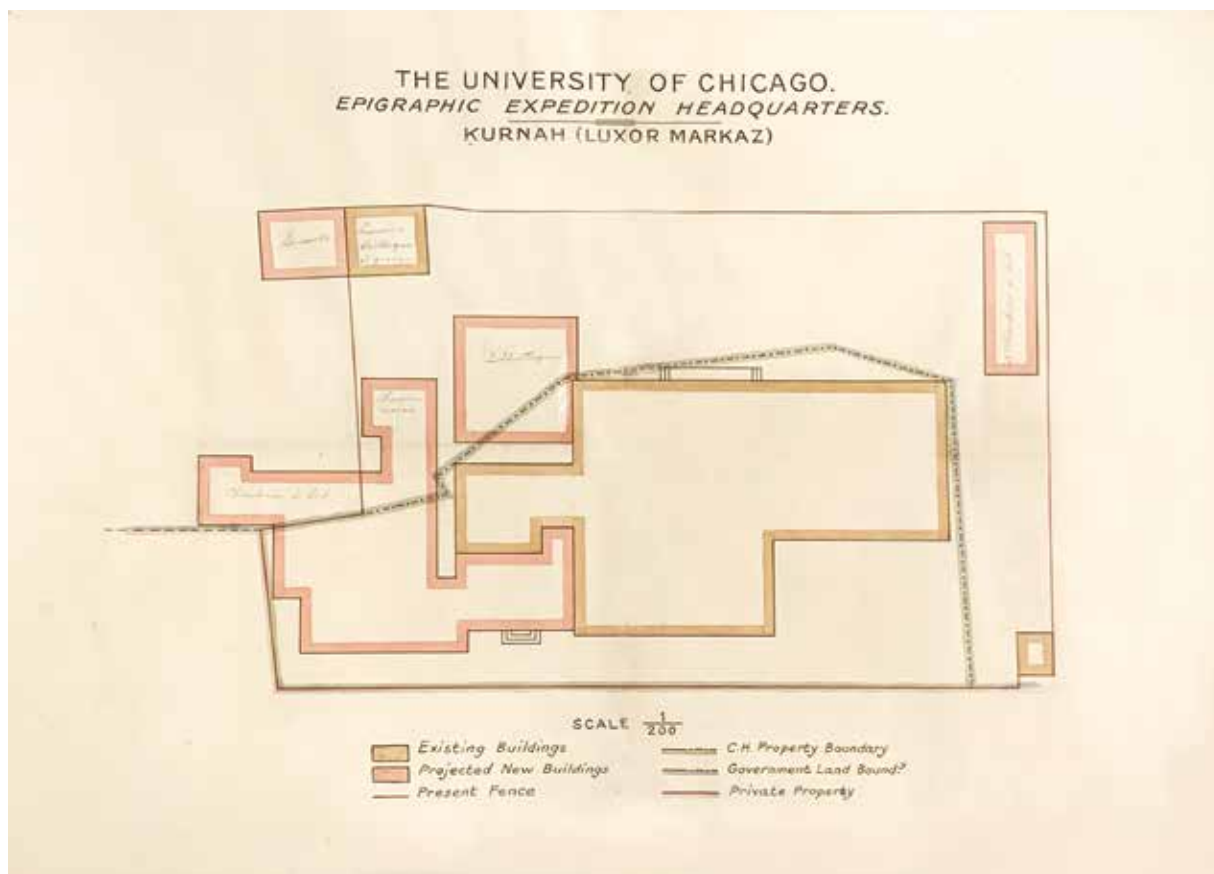 THE UNIVERSITY OF CHICAGO.
EPIGRAPHIC EXPEDITION HEADQUARTERS.
KURNAH (LUXOR MARKAZ)
SCALE 1/200
Existing Buildings
Projected New Buildings
Present Fence
C.H. Property Boundary
Government Land Bound.y
Private Property